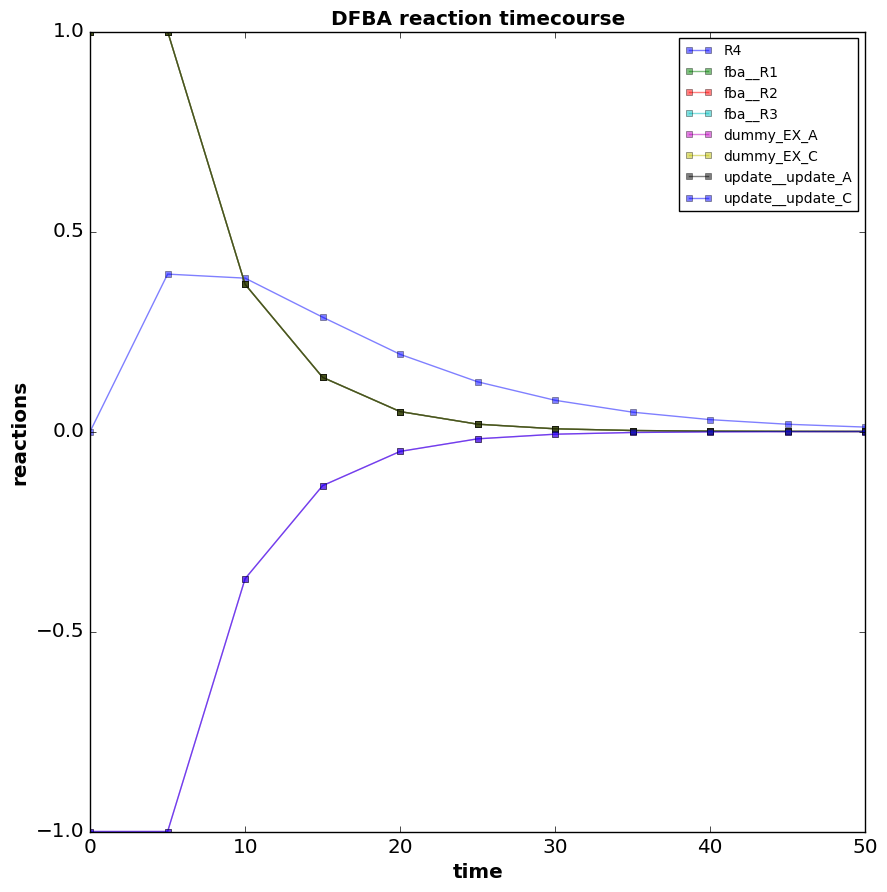 DFBA reaction timecourse
1.0
0.5
0.0
−0.5
−1.0
reactions
R4
fba__R1
fba__R2
fba__R3
dummy_EX_A
dummy_EX_C
update__update_A
update__update_C
0
10
20
30
40
50
time